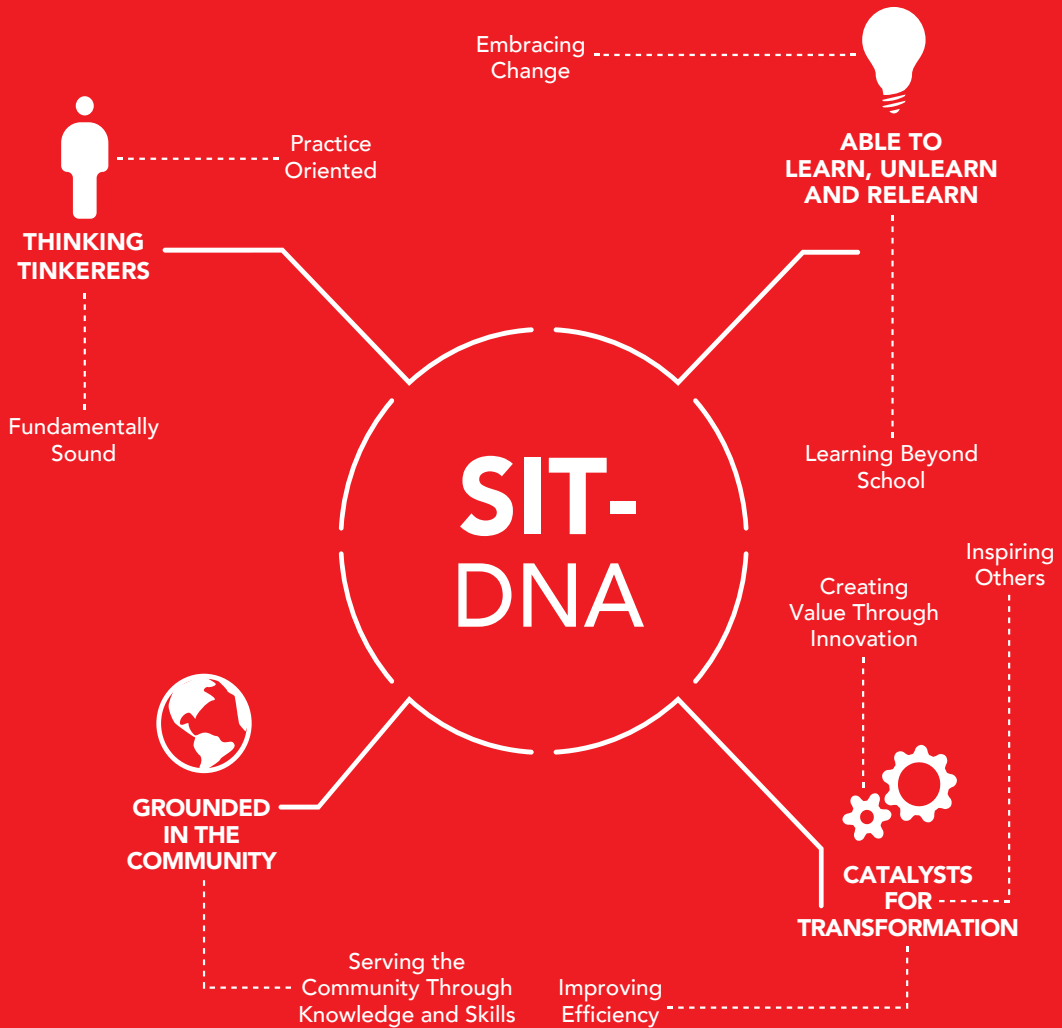 Embracing
Change
ABLE TO
LEARN, UNLEARN
AND RELEARN
Practice
Oriented
THINKING
TINKERERS
Fundamentally
Sound
Learning Beyond
School
SIT-
DNA
Inspiring
Others
Creating
Value Through
Innovation
GROUNDED
IN THE
COMMUNITY
CATALYSTS
FOR
TRANSFORMATION
Serving the
Community Through
Knowledge and Skills
Improving
Efficiency